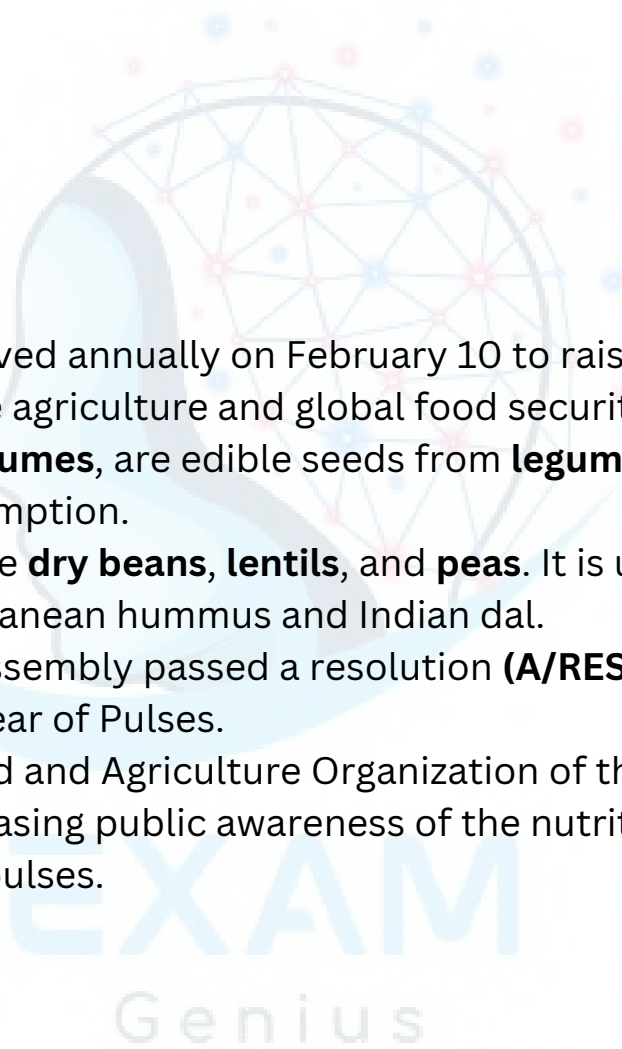 ved annually on February 10 to rais
agriculture and global food securit
umes, are edible seeds from legum
mption.
e dry beans, lentils, and peas. It is u
anean hummus and Indian dal.
ssembly passed a resolution (A/RES
ear of Pulses.
d and Agriculture Organization of th
asing public awareness of the nutrit
pulses.
EXAM
Genius